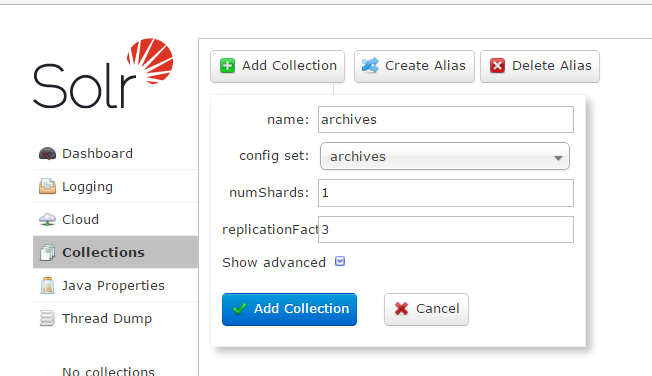 Solr
Add Collection
Create Alias
Delete Alias
name: archives
config set: archives
numShards: 1
replicationFact 3
Show advanced
Add Collection
Cancel
Dashboard
Logging
Cloud
Collections
Java Properties
Thread Dump
No collections